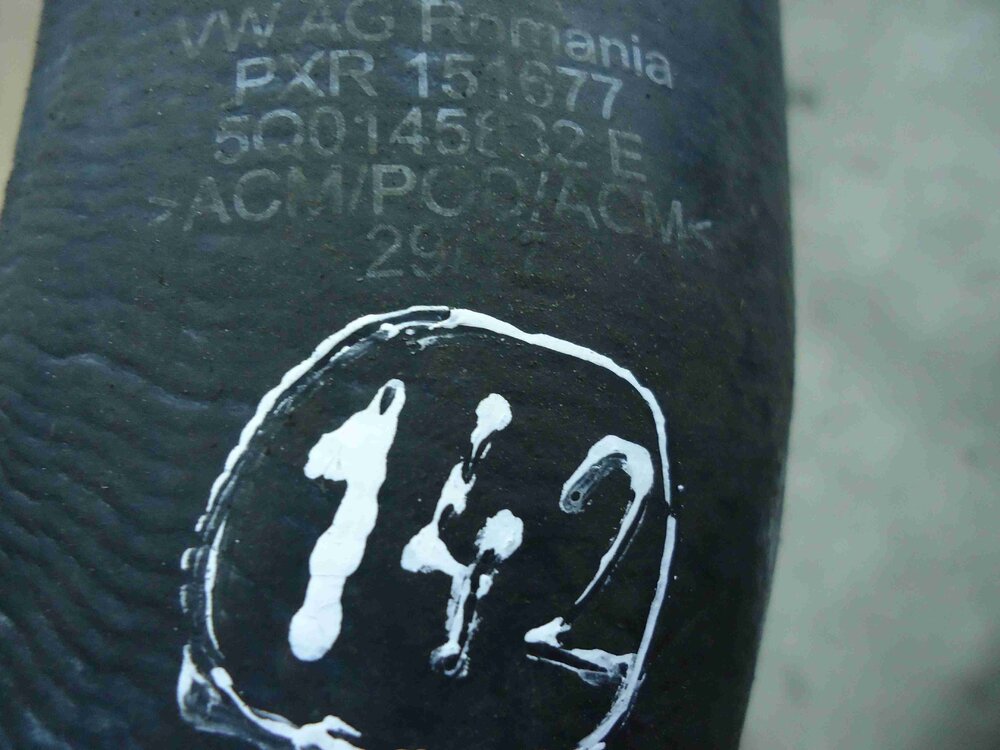 VW AG Romania
PXR 151677
5Q0145832 E
>ACM/POD/ACM<
142